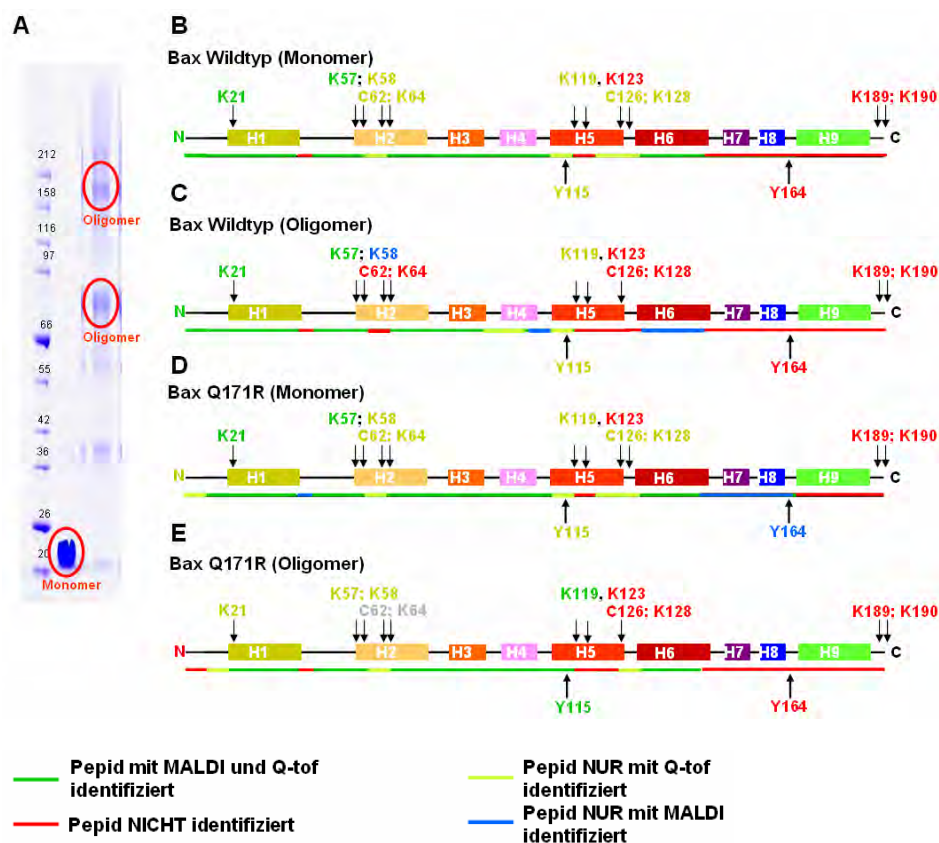 A
212
158
Oligomer
116
97
66
Oligomer
55
42
36
26
20
Monomer
B
Bax Wildtyp (Monomer)
K57; K58
K119, K123
K21
C62; K64
C126; K128
K189; K190
N H1 H2 H3 H4 H5 H6 H7 H8 H9 C
Y115
Y164
C
Bax Wildtyp (Oligomer)
K57; K58
K119, K123
K21
C62; K64
C126; K128
K189; K190
N H1 H2 H3 H4 H5 H6 H7 H8 H9 C
Y115
Y164
D
Bax Q171R (Monomer)
K57; K58
K119, K123
K21
C62; K64
C126; K128
K189; K190
N H1 H2 H3 H4 H5 H6 H7 H8 H9 C
Y115
Y164
E
Bax Q171R (Oligomer)
K57; K58
K119, K123
K21
C62; K64
C126; K128
K189; K190
N H1 H2 H3 H4 H5 H6 H7 H8 H9 C
Y115
Y164
Pepid mit MALDI und Q-tof
identifiziert
Pepid NICHT identifiziert
Pepid NUR mit Q-tof
identifiziert
Pepid NUR mit MALDI
identifiziert